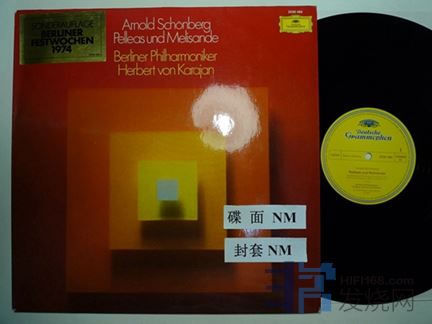 SONDERAUFLAGE
BERLINER
FESTWOCHEN
1974
Arnold Schönberg
Pelleas und Melisande
Berliner Philharmoniker
Herbert von Karajan
Deutsche
Grammophon
碟面 NM
封套 NM
HIFI168.com
发烧网